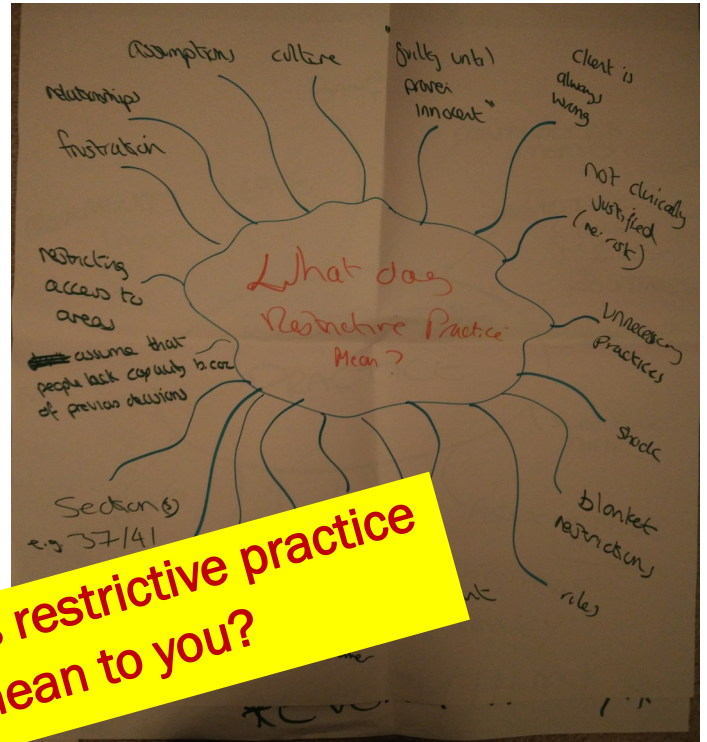 assumptions
culture
"guilty until
proven
innocent"
client is
always
wrong
relationships
frustration
not clinically
justified
(re: risk)
What does
Restrictive Practice
Mean?
restricting
access to
areas
assume that
people lack capacity
of previous decisions
unnecessary
practices
shock
blanket
restrictions
rules
Section(s)
e.g. 37/41
restrictive practice
mean to you?